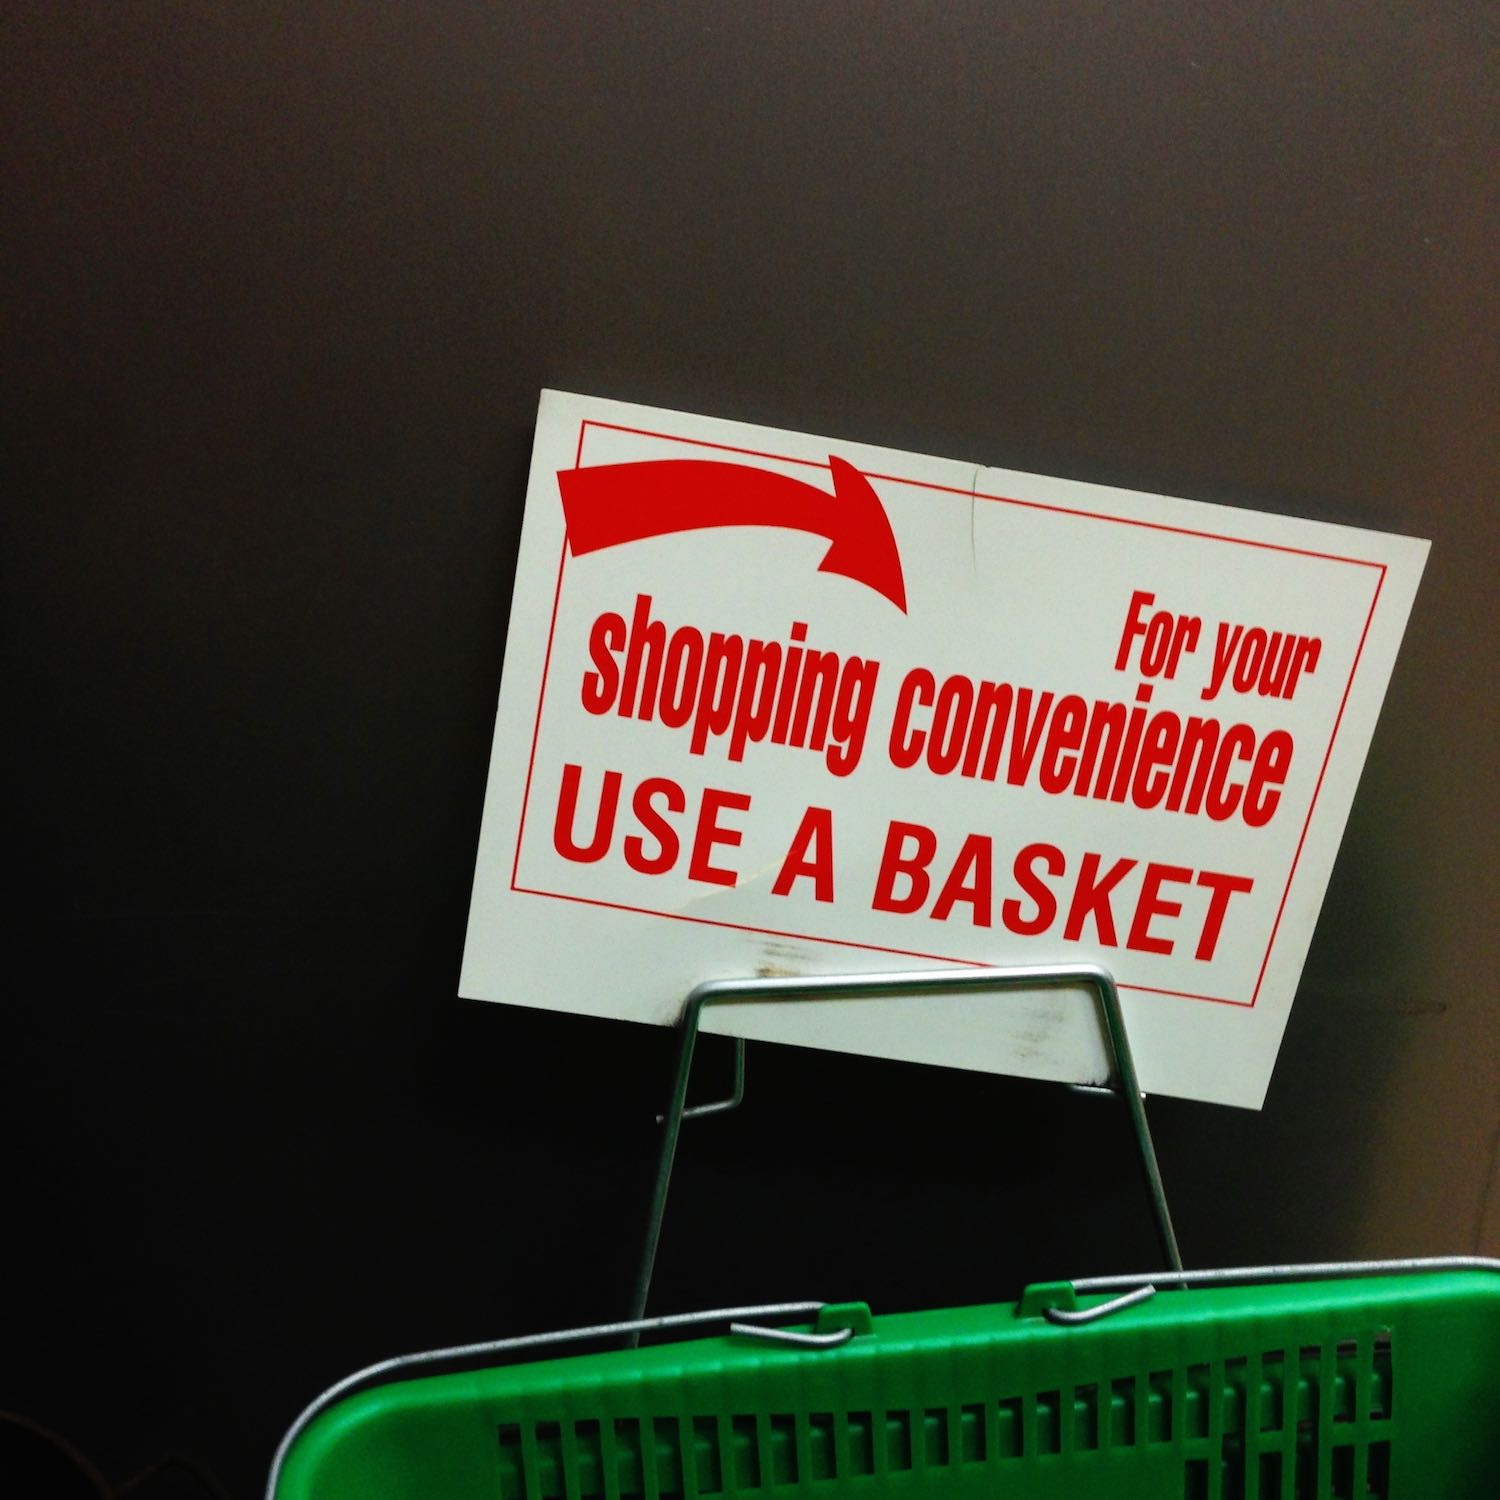 For your
shopping convenience
USE A BASKET